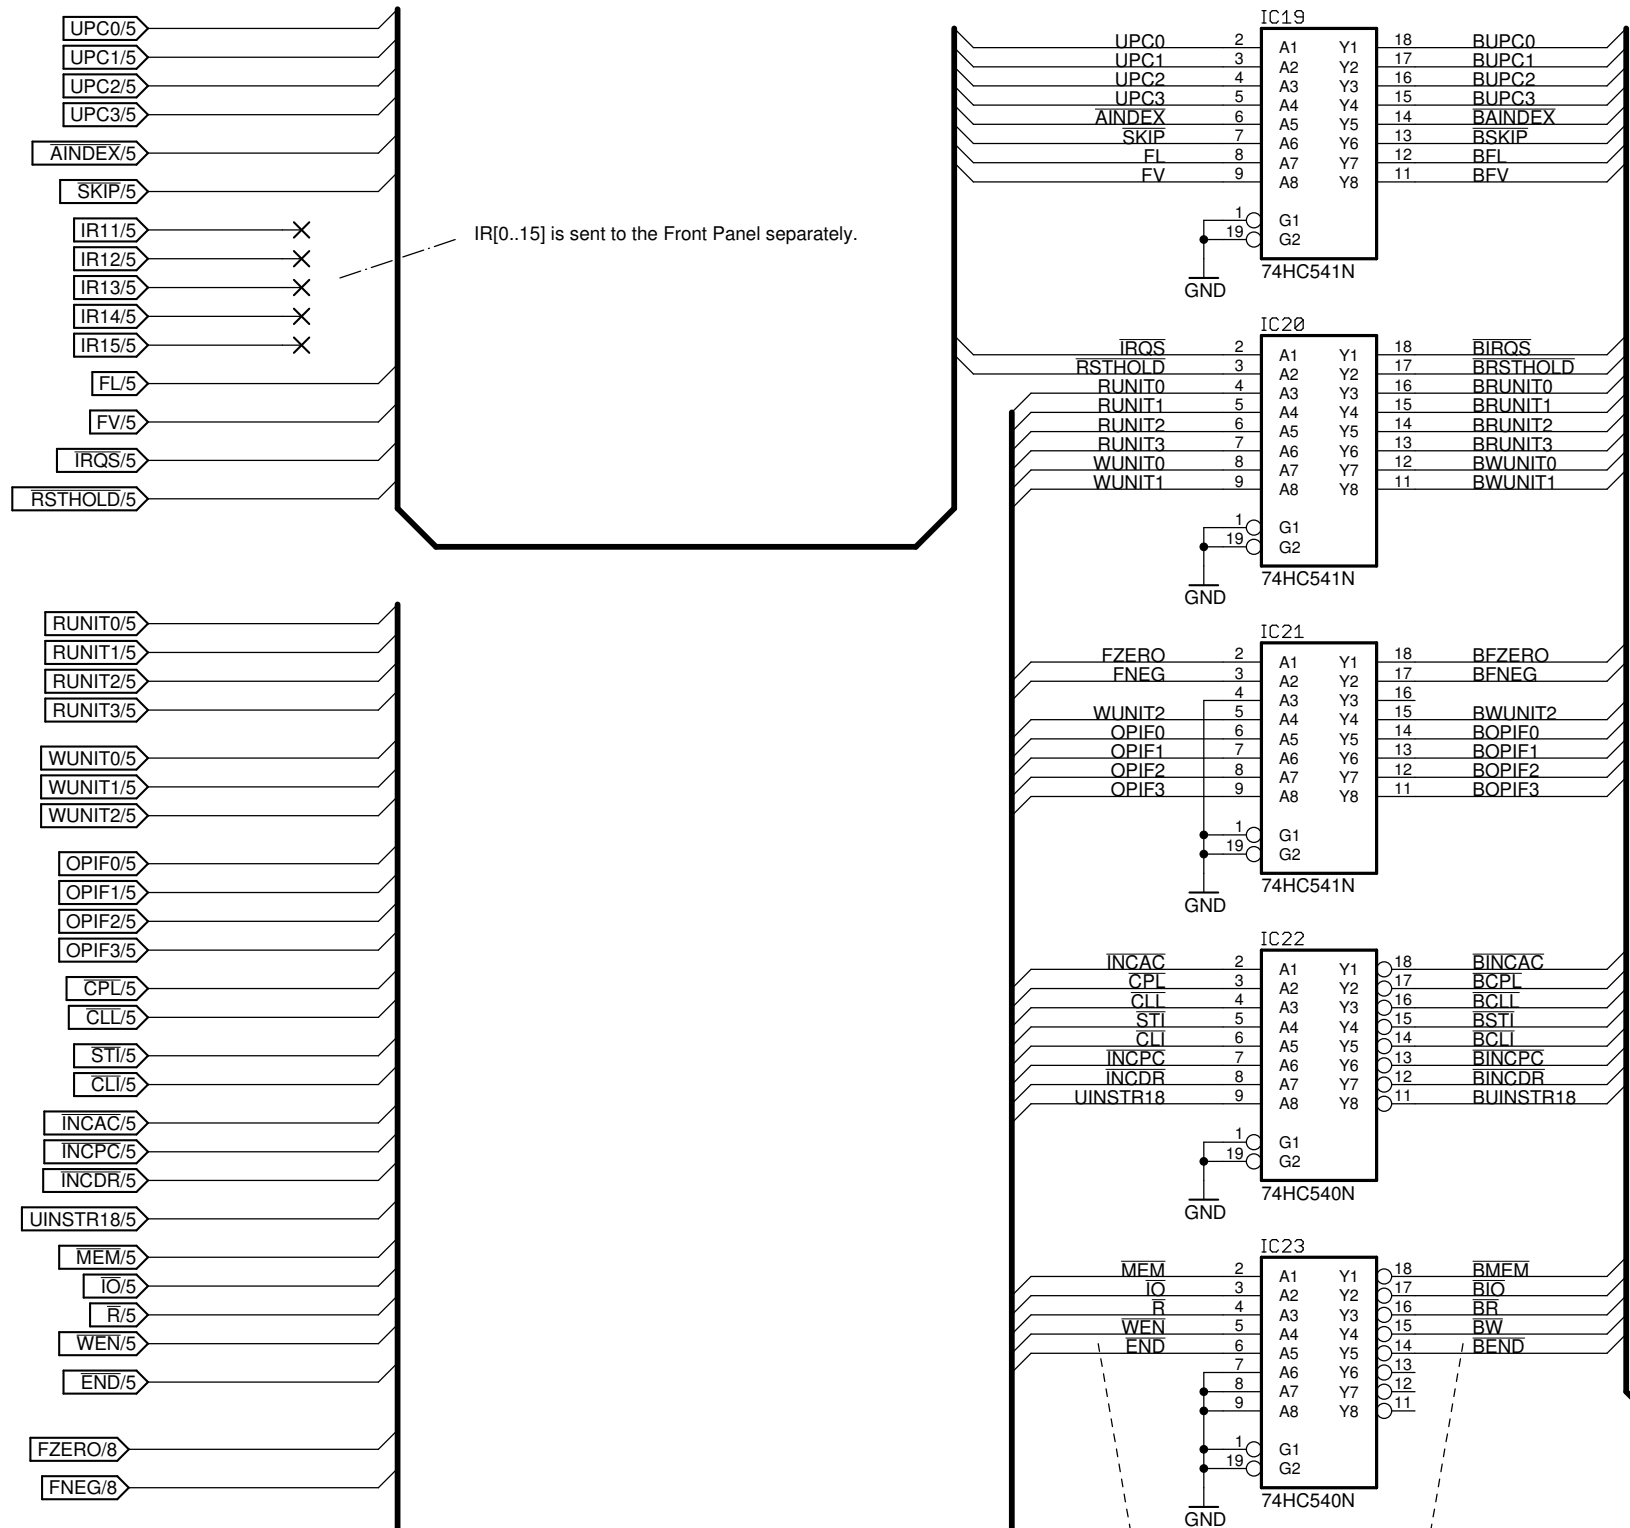 UPC0/5
UPC1/5
UPC2/5
UPC3/5
AINDEX/5
SKIP/5
IR11/5
IR12/5
IR13/5
IR14/5
IR15/5
FL/5
FV/5
IRQS/5
RSTHOLD/5
IR[0..15] is sent to the Front Panel separately.
RUNIT0/5
RUNIT1/5
RUNIT2/5
RUNIT3/5
WUNIT0/5
WUNIT1/5
WUNIT2/5
OPIF0/5
OPIF1/5
OPIF2/5
OPIF3/5
CPL/5
CLL/5
STI/5
CLI/5
INCAC/5
INCPC/5
INCDR/5
UINSTR18/5
MEM/5
IO/5
R/5
WEN/5
END/5
FZERO/8
FNEG/8
IC19
UPC0 2 A1 Y1 18 BUPC0
UPC1 3 A2 Y2 17 BUPC1
UPC2 4 A3 Y3 16 BUPC2
UPC3 5 A4 Y4 15 BUPC3
AINDEX 6 A5 Y5 14 BAINDEX
SKIP 7 A6 Y6 13 BSKIP
FL 8 A7 Y7 12 BFL
FV 9 A8 Y8 11 BFV
1 G1
19 G2
74HC541N
GND
IC20
IRQS 2 A1 Y1 18 BIRQS
RSTHOLD 3 A2 Y2 17 BRSTHOLD
RUNIT0 4 A3 Y3 16 BRUNIT0
RUNIT1 5 A4 Y4 15 BRUNIT1
RUNIT2 6 A5 Y5 14 BRUNIT2
RUNIT3 7 A6 Y6 13 BRUNIT3
WUNIT0 8 A7 Y7 12 BWUNIT0
WUNIT1 9 A8 Y8 11 BWUNIT1
1 G1
19 G2
74HC541N
GND
IC21
FZERO 2 A1 Y1 18 BFZERO
FNEG 3 A2 Y2 17 BFNEG
4 A3 Y3 16
WUNIT2 5 A4 Y4 15 BWUNIT2
OPIF0 6 A5 Y5 14 BOPIF0
OPIF1 7 A6 Y6 13 BOPIF1
OPIF2 8 A7 Y7 12 BOPIF2
OPIF3 9 A8 Y8 11 BOPIF3
1 G1
19 G2
74HC541N
GND
IC22
INCAC 2 A1 Y1 18 BINCAC
CPL 3 A2 Y2 17 BCPL
CLL 4 A3 Y3 16 BCLL
STI 5 A4 Y4 15 BSTI
CLI 6 A5 Y5 14 BCLI
INCPC 7 A6 Y6 13 BINCPC
INCDR 8 A7 Y7 12 BINCDR
UINSTR18 9 A8 Y8 11 BUINSTR18
1 G1
19 G2
74HC540N
GND
IC23
MEM 2 A1 Y1 18 BMEM
IO 3 A2 Y2 17 BIO
R 4 A3 Y3 16 BR
WEN 5 A4 Y4 15 BW
END 6 A5 Y5 14 BEND
7 A6 Y6 13
8 A7 Y7 12
9 A8 Y8 11
1 G1
19 G2
74HC540N
GND